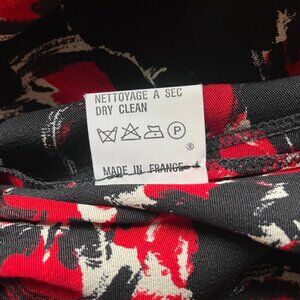 NETTOYAGE A SEC
DRY CLEAN
P
®
MADE IN FRANCE